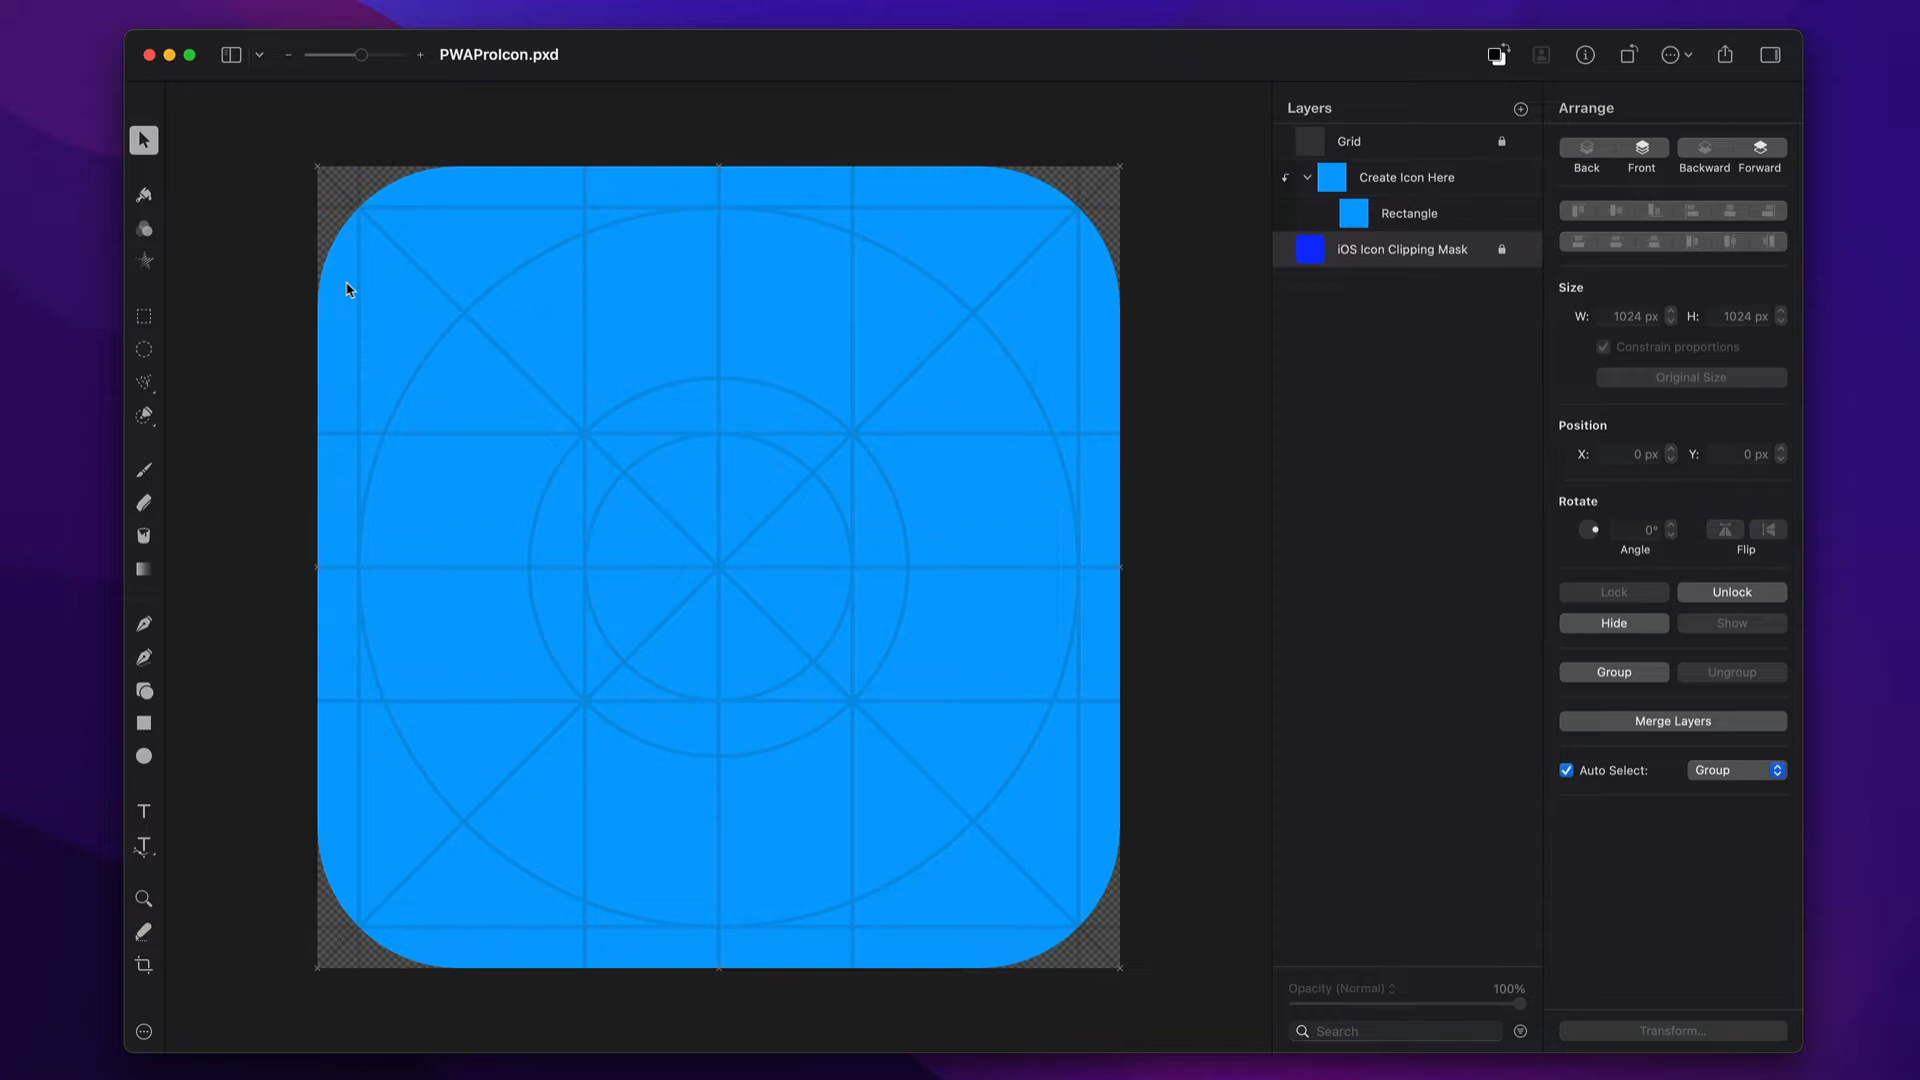 PWAProIcon.pxd
Layers
Grid
Create Icon Here
Rectangle
iOS Icon Clipping Mask
Opacity (Normal)
100%
Search
Arrange
Back
Front
Backward
Forward
Size
W: 1024 px H: 1024 px
Constrain proportions
Original Size
Position
X: 0 px Y: 0 px
Rotate
0°
Angle
Flip
Lock
Unlock
Hide
Show
Group
Ungroup
Merge Layers
Auto Select: Group
Transform...
T
T